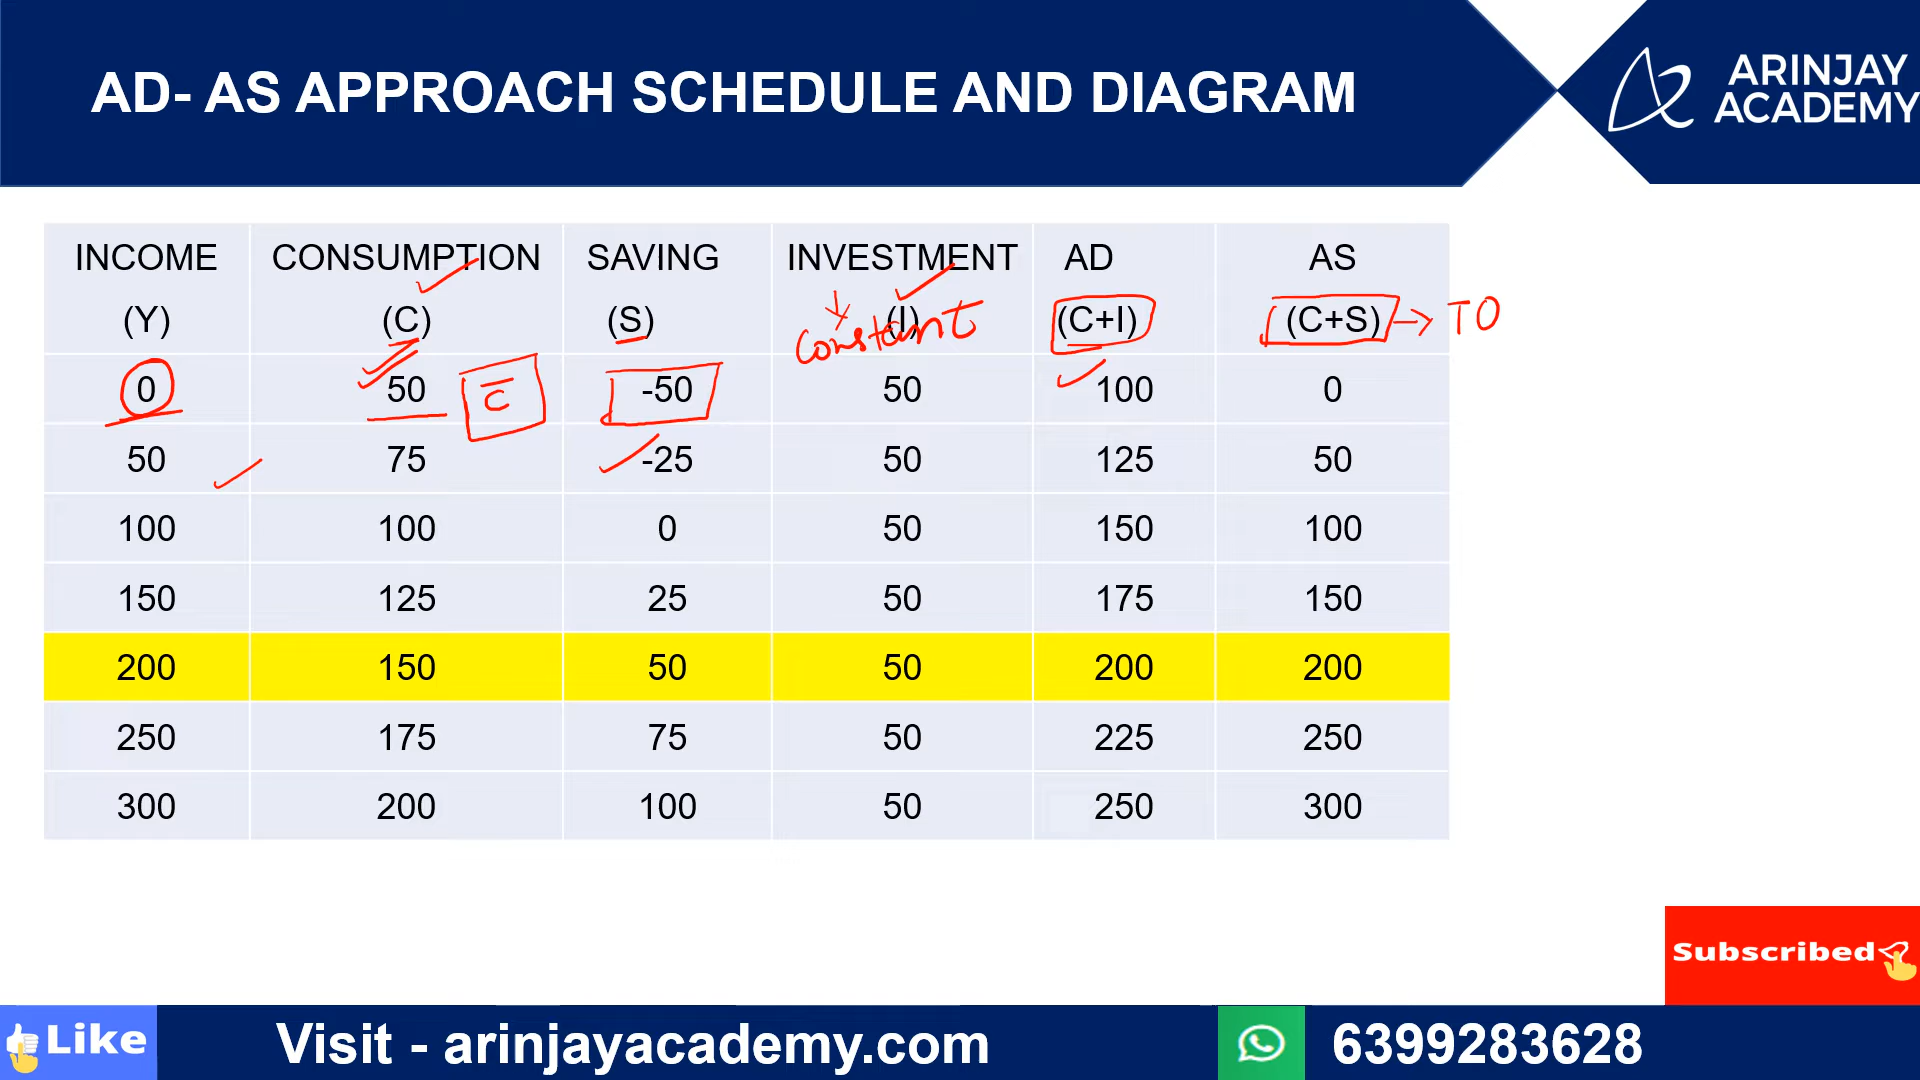 AD- AS APPROACH SCHEDULE AND DIAGRAM
ARINJAY
ACADEMY
INCOME CONSUMPTION SAVING INVESTMENT AD AS
(Y) (C) (S) (I) (C+I) (C+S) → TO
constant
0 50 C̅ -50 50 100 0
50 75 -25 50 125 50
100 100 0 50 150 100
150 125 25 50 175 150
200 150 50 50 200 200
250 175 75 50 225 250
300 200 100 50 250 300
Subscribed
Like
Visit - arinjayacademy.com
6399283628